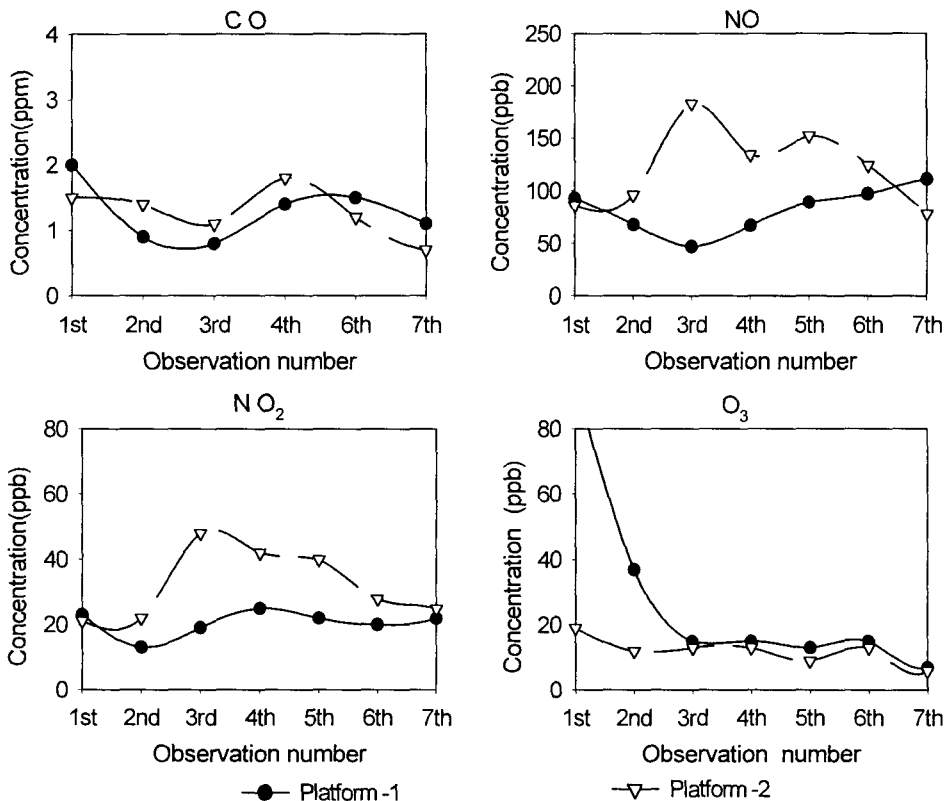 C O
4
3
2
1
0
Concentration(ppm)
1st 2nd 3rd 4th 6th 7th
Observation number
NO
250
200
150
100
50
0
Concentration(ppb)
1st 2nd 3rd 4th 5th 6th 7th
Observation number
N O₂
80
60
40
20
0
Concentration(ppb)
1st 2nd 3rd 4th 5th 6th 7th
Observation number
O₃
80
60
40
20
0
Concentration (ppb)
1st 2nd 3rd 4th 5th 6th 7th
Observation number
Platform -1
Platform -2